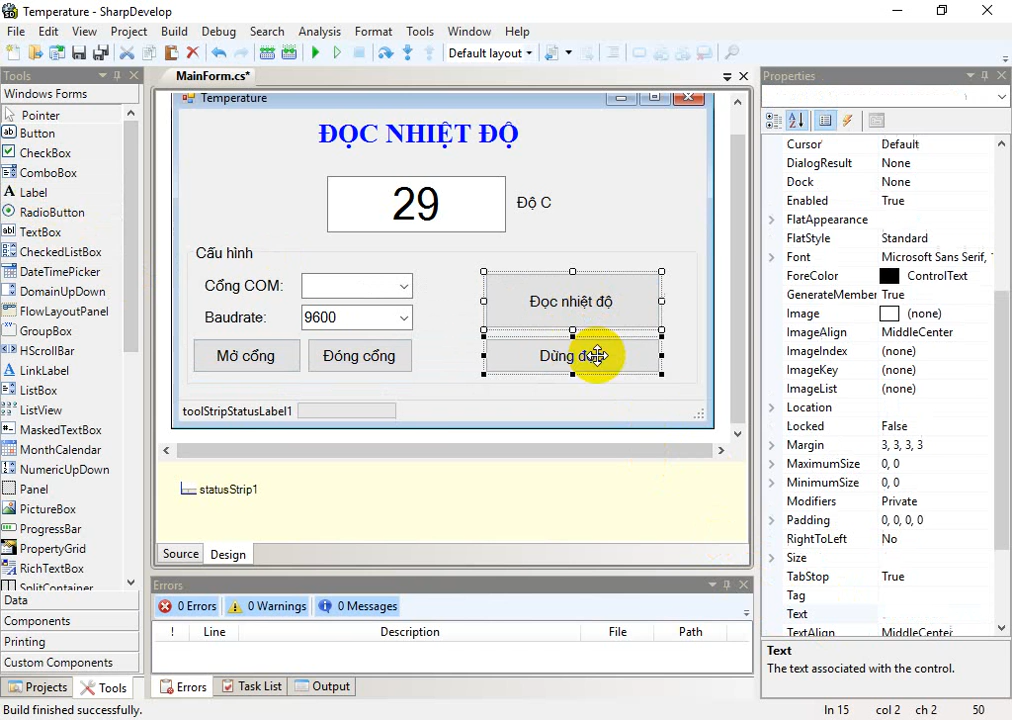 Temperature - SharpDevelop
File Edit View Project Build Debug Search Analysis Format Tools Window Help
Default layout
Tools
MainForm.cs*
Properties
Windows Forms
Pointer
Button
CheckBox
ComboBox
Label
RadioButton
TextBox
CheckedListBox
DateTimePicker
DomainUpDown
FlowLayoutPanel
GroupBox
HScrollBar
LinkLabel
ListBox
ListView
MaskedTextBox
MonthCalendar
NumericUpDown
Panel
PictureBox
ProgressBar
PropertyGrid
RichTextBox
SplitContainer
Data
Components
Printing
Custom Components
Projects Tools
Temperature
ĐỌC NHIỆT ĐỘ
29 Độ C
Cấu hình
Cổng COM:
Baudrate: 9600
Mở cổng Đóng cổng
Đọc nhiệt độ
Dừng
toolStripStatusLabel1
statusStrip1
Source Design
Errors
0 Errors 0 Warnings 0 Messages
! Line Description File Path
Errors Task List Output
Cursor Default
DialogResult None
Dock None
Enabled True
FlatAppearance
FlatStyle Standard
Font Microsoft Sans Serif,
ForeColor ControlText
GenerateMember True
Image (none)
ImageAlign MiddleCenter
ImageIndex (none)
ImageKey (none)
ImageList (none)
Location
Locked False
Margin 3, 3, 3, 3
MaximumSize 0, 0
MinimumSize 0, 0
Modifiers Private
Padding 0, 0, 0, 0
RightToLeft No
Size
TabStop True
Tag
Text
TextAlign MiddleCenter
Text
The text associated with the control.
Build finished successfully.
ln 15 col 2 ch 2 50